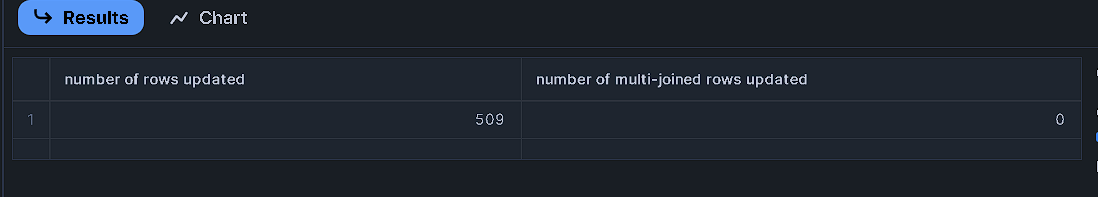 Results Chart
number of rows updated number of multi-joined rows updated
1 509 0